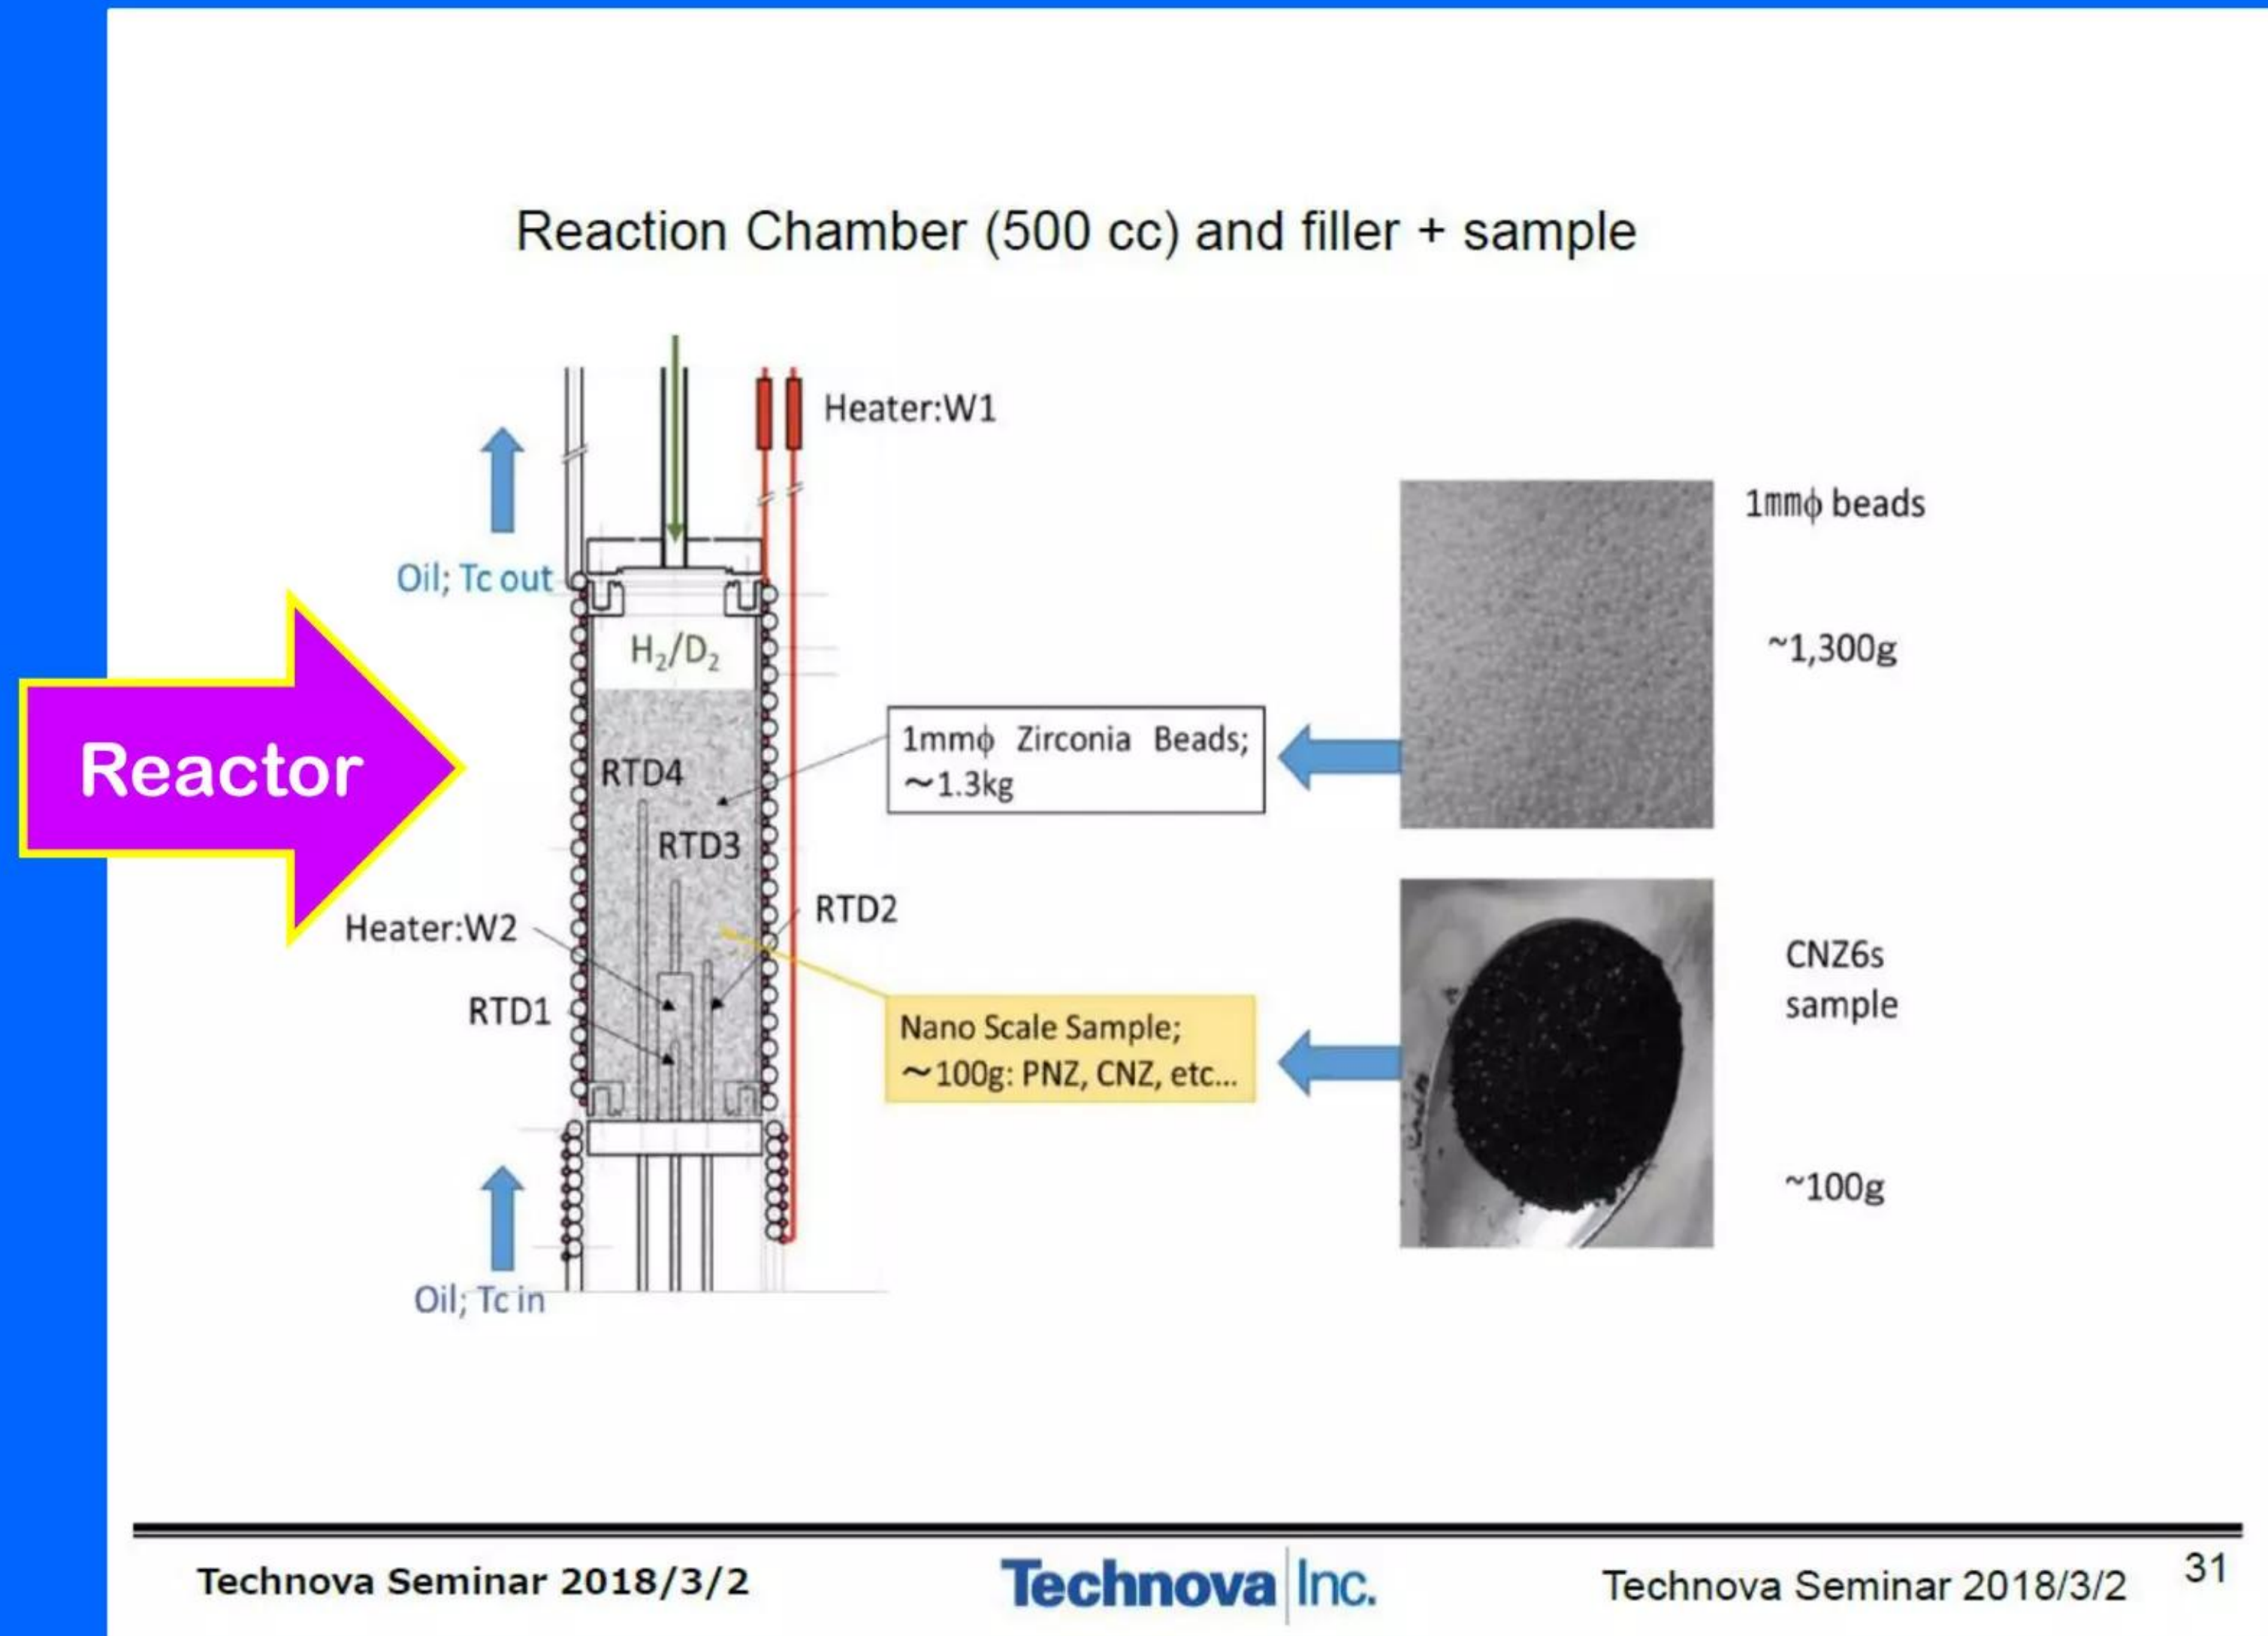 Reaction Chamber (500 cc) and filler + sample
Heater:W1
Oil; Tc out
H₂/D₂
1mmϕ beads
~1,300g
Reactor
1mmϕ Zirconia Beads;
~1.3kg
RTD4
RTD3
RTD2
Heater:W2
RTD1
Nano Scale Sample;
~100g: PNZ, CNZ, etc...
CNZ6s
sample
~100g
Oil; Tc in
Technova Seminar 2018/3/2
Technova Inc.
Technova Seminar 2018/3/2
31